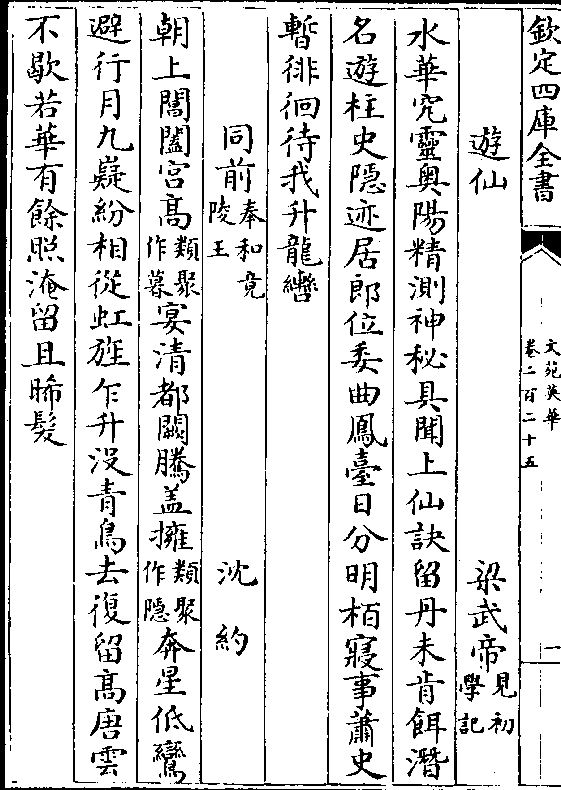 欽定四庫全書
文苑英華
卷二百二十五
一
遊仙 梁武帝 見初學記
水華究靈奥陽精測神秘具聞上仙訣留丹未肯餌潛
名遊柱史隱迹居郎位委曲鳳臺日分明栢寢事蕭史
暫徘徊待我升龍轡
同前 奉和竟陵王 沈約
朝上閶闔宫髙類聚作暮宴清都闕騰盖擁類聚作隱奔星低鸞
避行月九嶷紛相從虹旌乍升没青鳥去復留髙唐雲
不歇若華有餘照淹留且晞髮